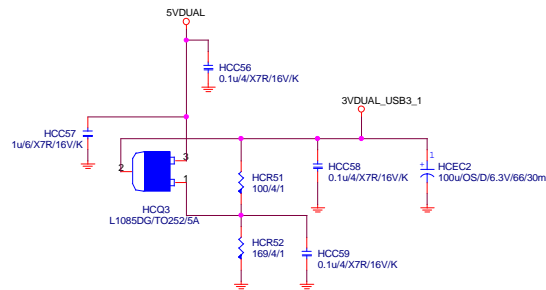 5VDUAL
HCC56
0.1u/4/X7R/16V/K
3VDUAL_USB3_1
HCC57
1u/6/X7R/16V/K
2
3
1
HCQ3
L1085DG/TO252/5A
HCR51
100/4/1
HCC58
0.1u/4/X7R/16V/K
1
+
HCEC2
100u/OS/D/6.3V/66/30m
HCR52
169/4/1
HCC59
0.1u/4/X7R/16V/K